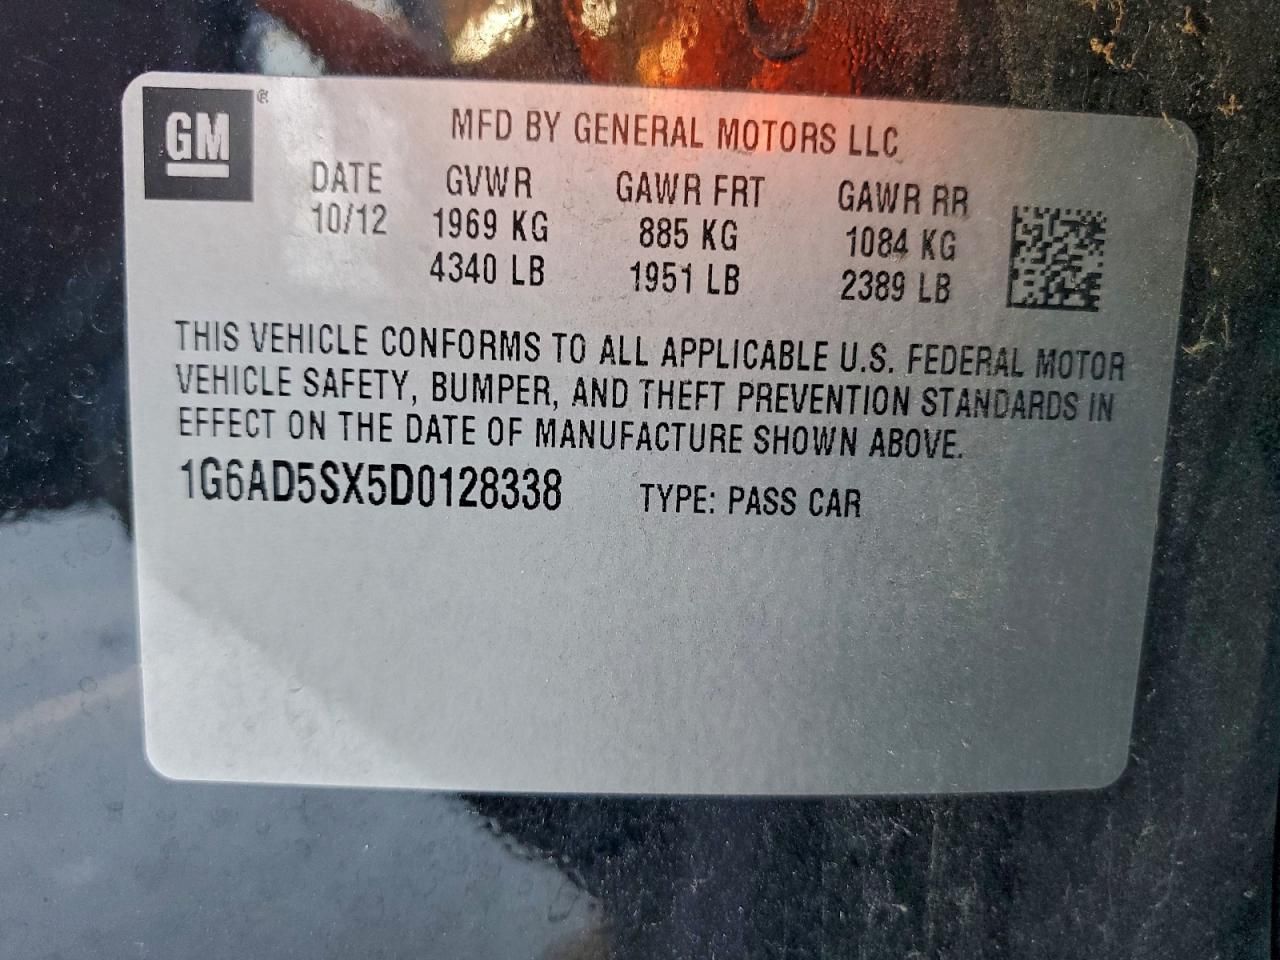 GM ®
MFD BY GENERAL MOTORS LLC
DATE GVWR GAWR FRT GAWR RR
10/12 1969 KG 885 KG 1084 KG
4340 LB 1951 LB 2389 LB
THIS VEHICLE CONFORMS TO ALL APPLICABLE U.S. FEDERAL MOTOR
VEHICLE SAFETY, BUMPER, AND THEFT PREVENTION STANDARDS IN
EFFECT ON THE DATE OF MANUFACTURE SHOWN ABOVE.
1G6AD5SX5D0128338 TYPE: PASS CAR